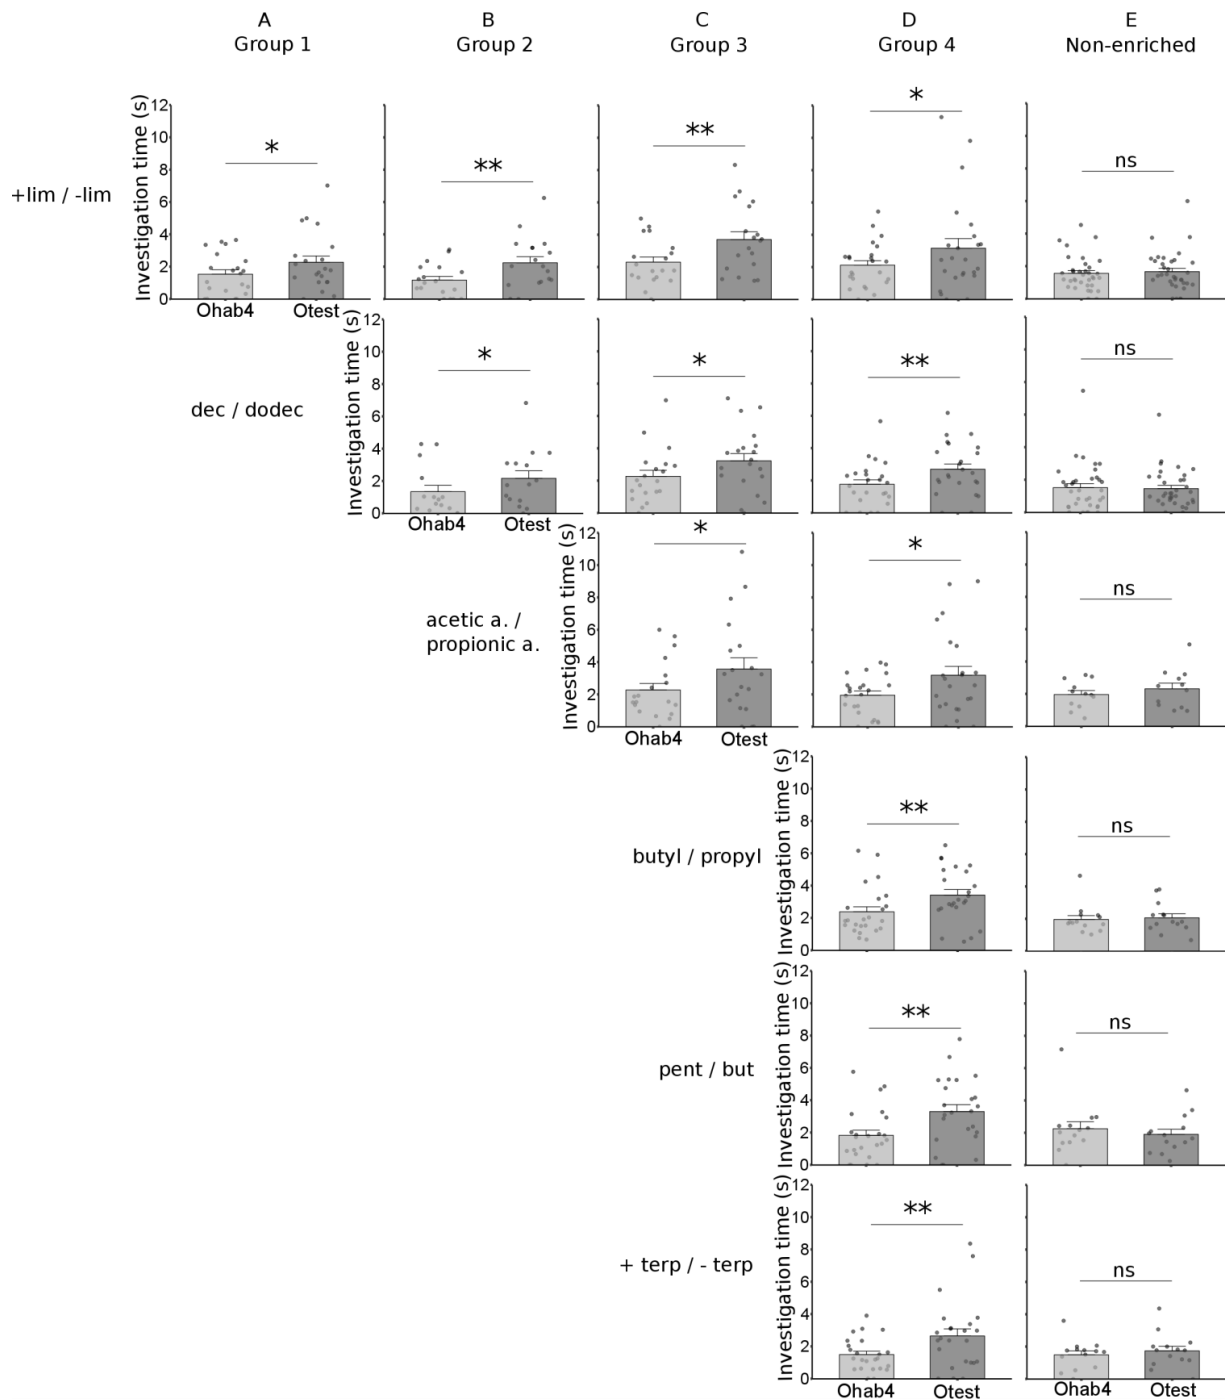 A B C D E
Group 1 Group 2 Group 3 Group 4 Non-enriched
+lim / -lim
Investigation time (s)
12
10
8
6
4
2
0
* ** ** * ns
Ohab4 Otest
dec / dodec
Investigation time (s)
12
10
8
6
4
2
0
* * ** ns
Ohab4 Otest
acetic a. /
propionic a.
Investigation time (s)
12
10
8
6
4
2
0
* * ns
Ohab4 Otest
butyl / propyl
Investigation time (s)
12
10
8
6
4
2
0
** ns
pent / but
Investigation time (s)
12
10
8
6
4
2
0
** ns
+ terp / - terp
Investigation time (s)
12
10
8
6
4
2
0
** ns
Ohab4 Otest Ohab4 Otest